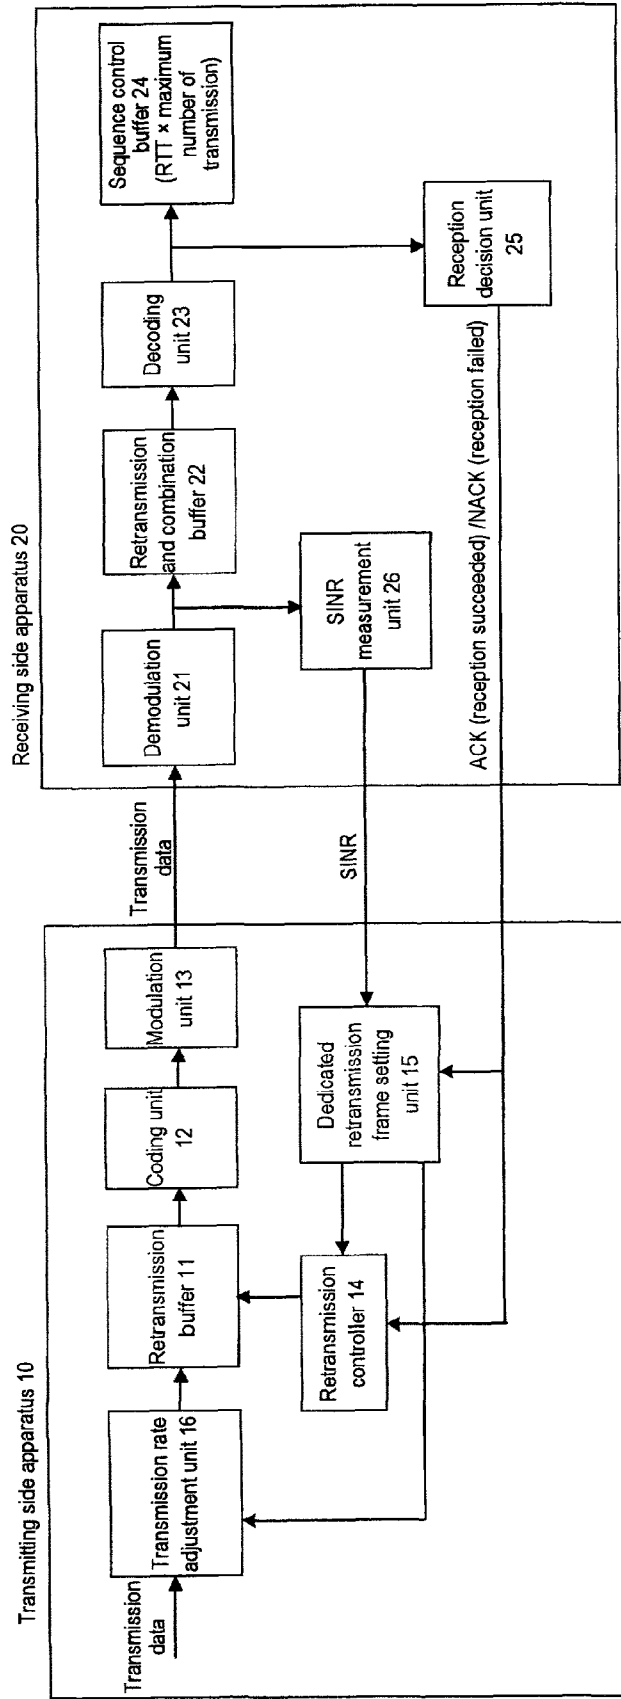 Transmitting side apparatus 10
Transmission
data
Transmission rate
adjustment unit 16
Retransmission
buffer 11
Coding unit
12
Modulation
unit 13
Retransmission
controller 14
Dedicated
retransmission
frame setting
unit 15
Transmission
data
SINR
Receiving side apparatus 20
Demodulation
unit 21
Retransmission
and combination
buffer 22
Decoding
unit 23
Sequence control
buffer 24
(RTT × maximum
number of
transmission)
SINR
measurement
unit 26
Reception
decision unit
25
ACK (reception succeeded) /NACK (reception failed)